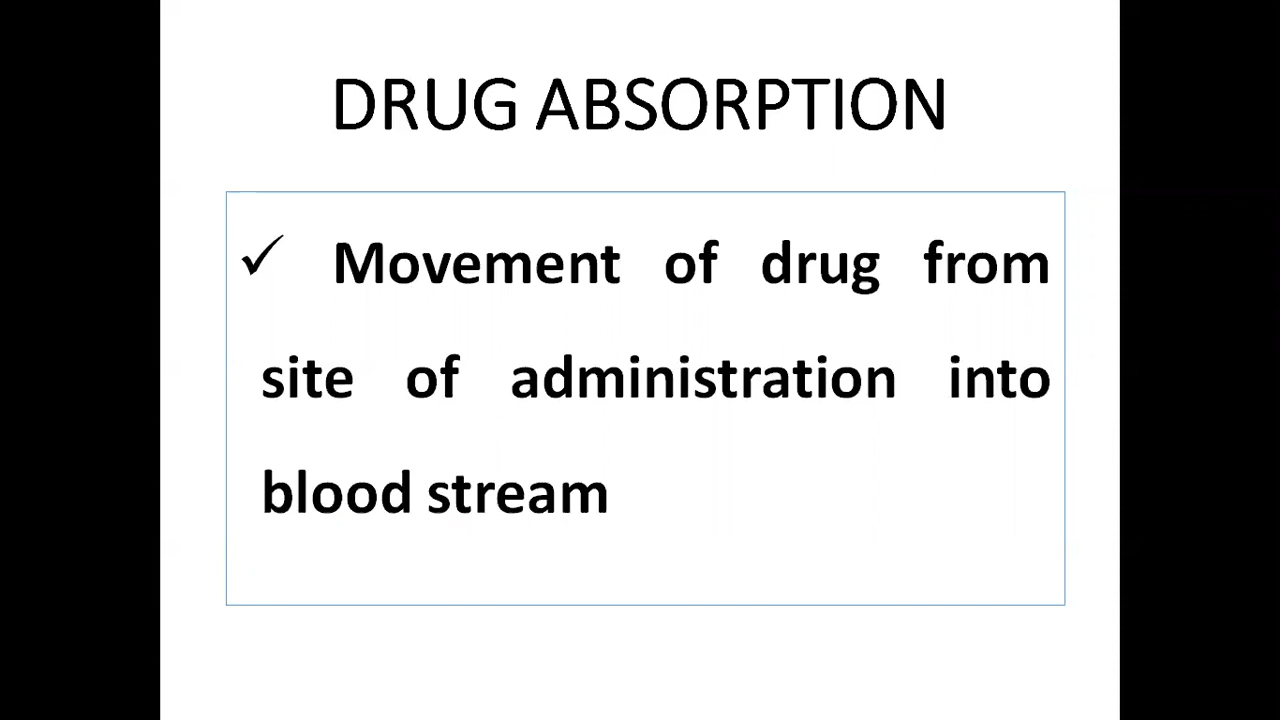 DRUG ABSORPTION
✓ Movement of drug from
site of administration into
blood stream